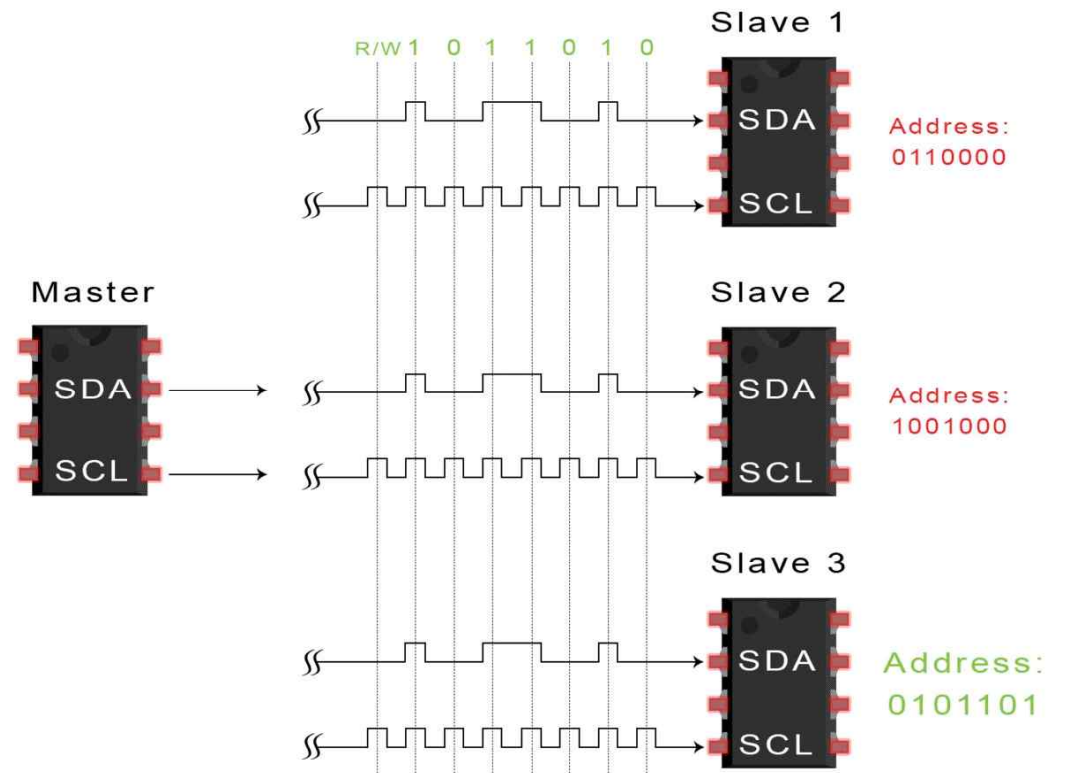 Slave 1
R/W 1 0 1 1 0 1 0
SDA
Address:
0110000
SCL
Master
Slave 2
SDA
SDA
Address:
1001000
SCL
SCL
Slave 3
SDA
Address:
0101101
SCL